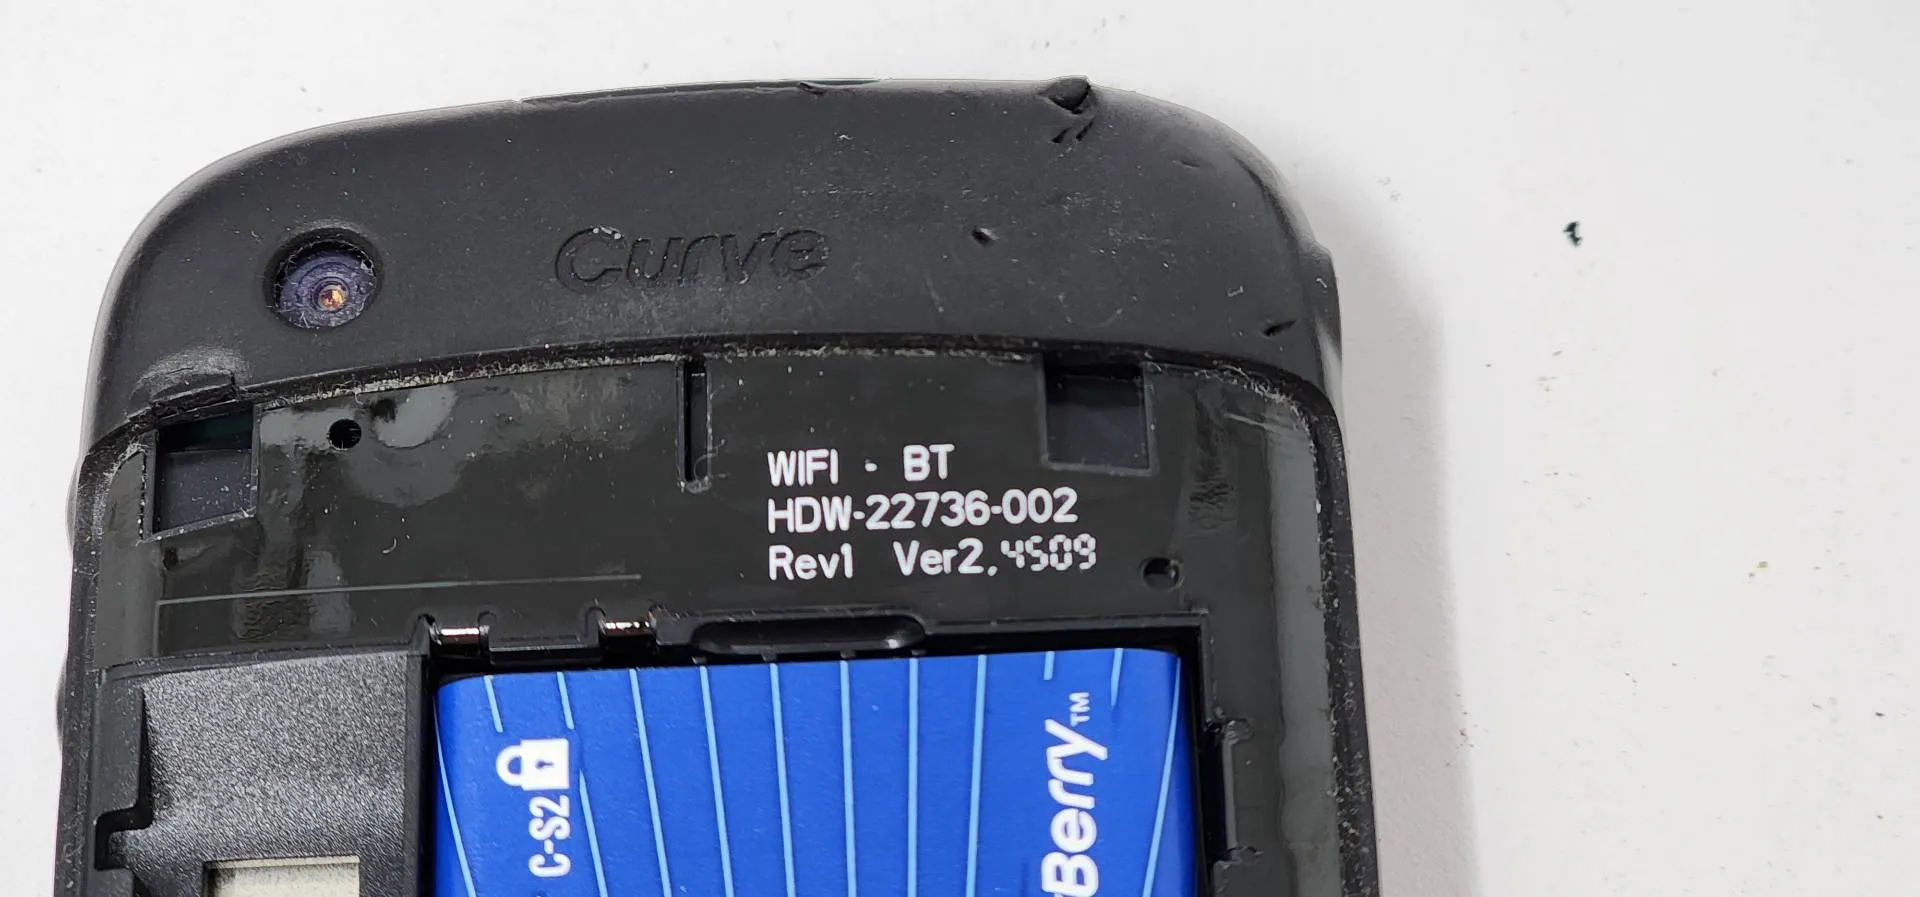 Curve
WIFI - BT
HDW-22736-002
Rev1 Ver2.4509
C-S2
Berry™